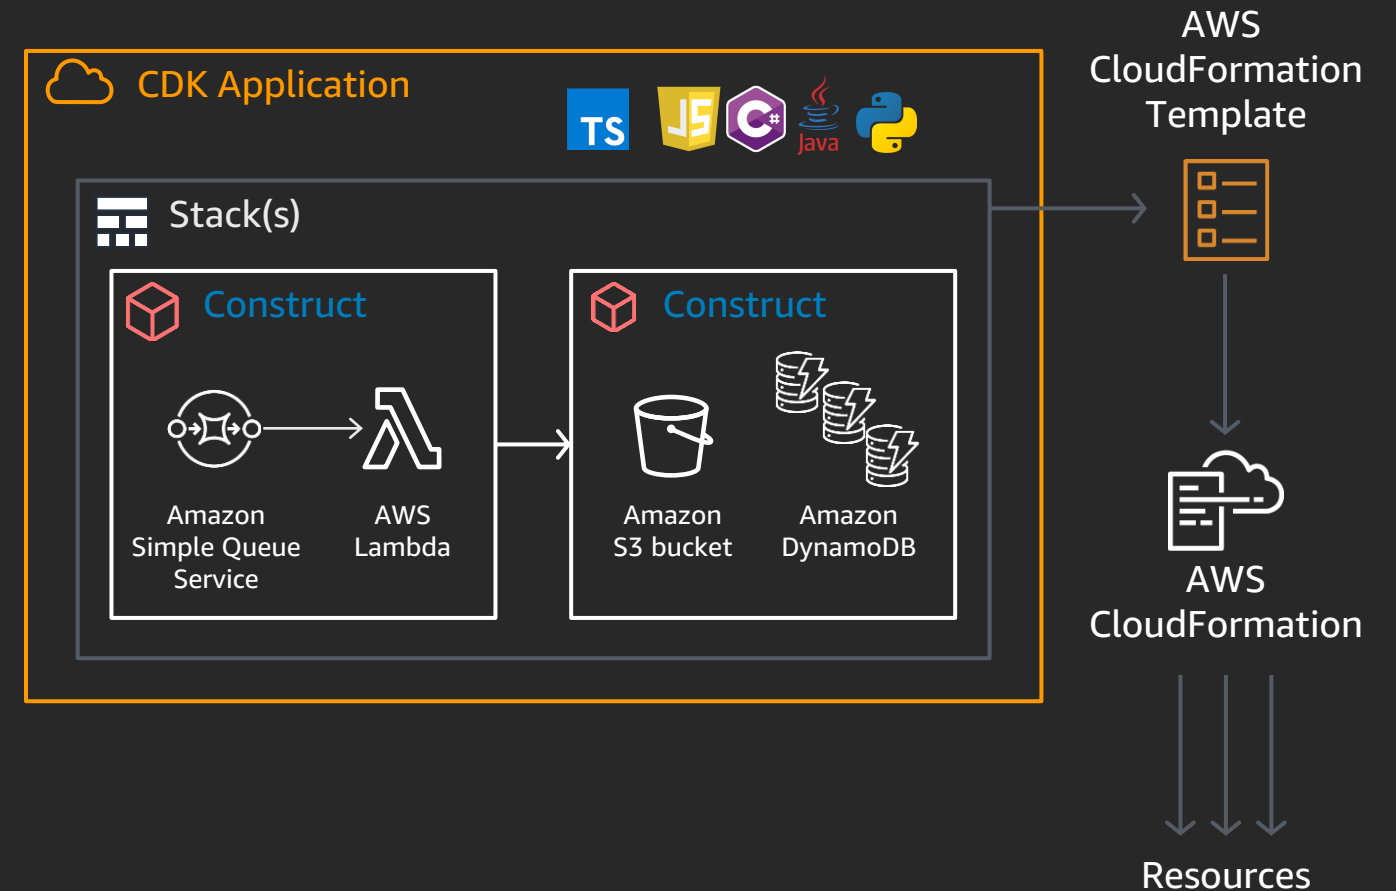 AWS
CloudFormation
Template
CDK Application
TS
JS
C#
Java
Stack(s)
Construct
Amazon
Simple Queue
Service
AWS
Lambda
Construct
Amazon
S3 bucket
Amazon
DynamoDB
AWS
CloudFormation
Resources